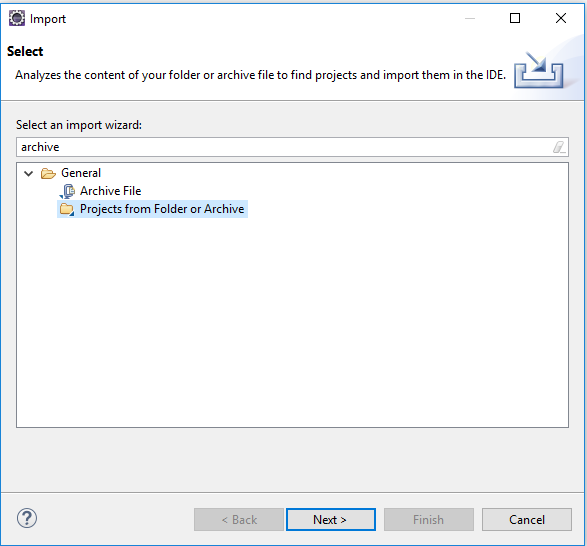 Import
Select
Analyzes the content of your folder or archive file to find projects and import them in the IDE.
Select an import wizard:
archive
General
Archive File
Projects from Folder or Archive
?
< Back
Next >
Finish
Cancel